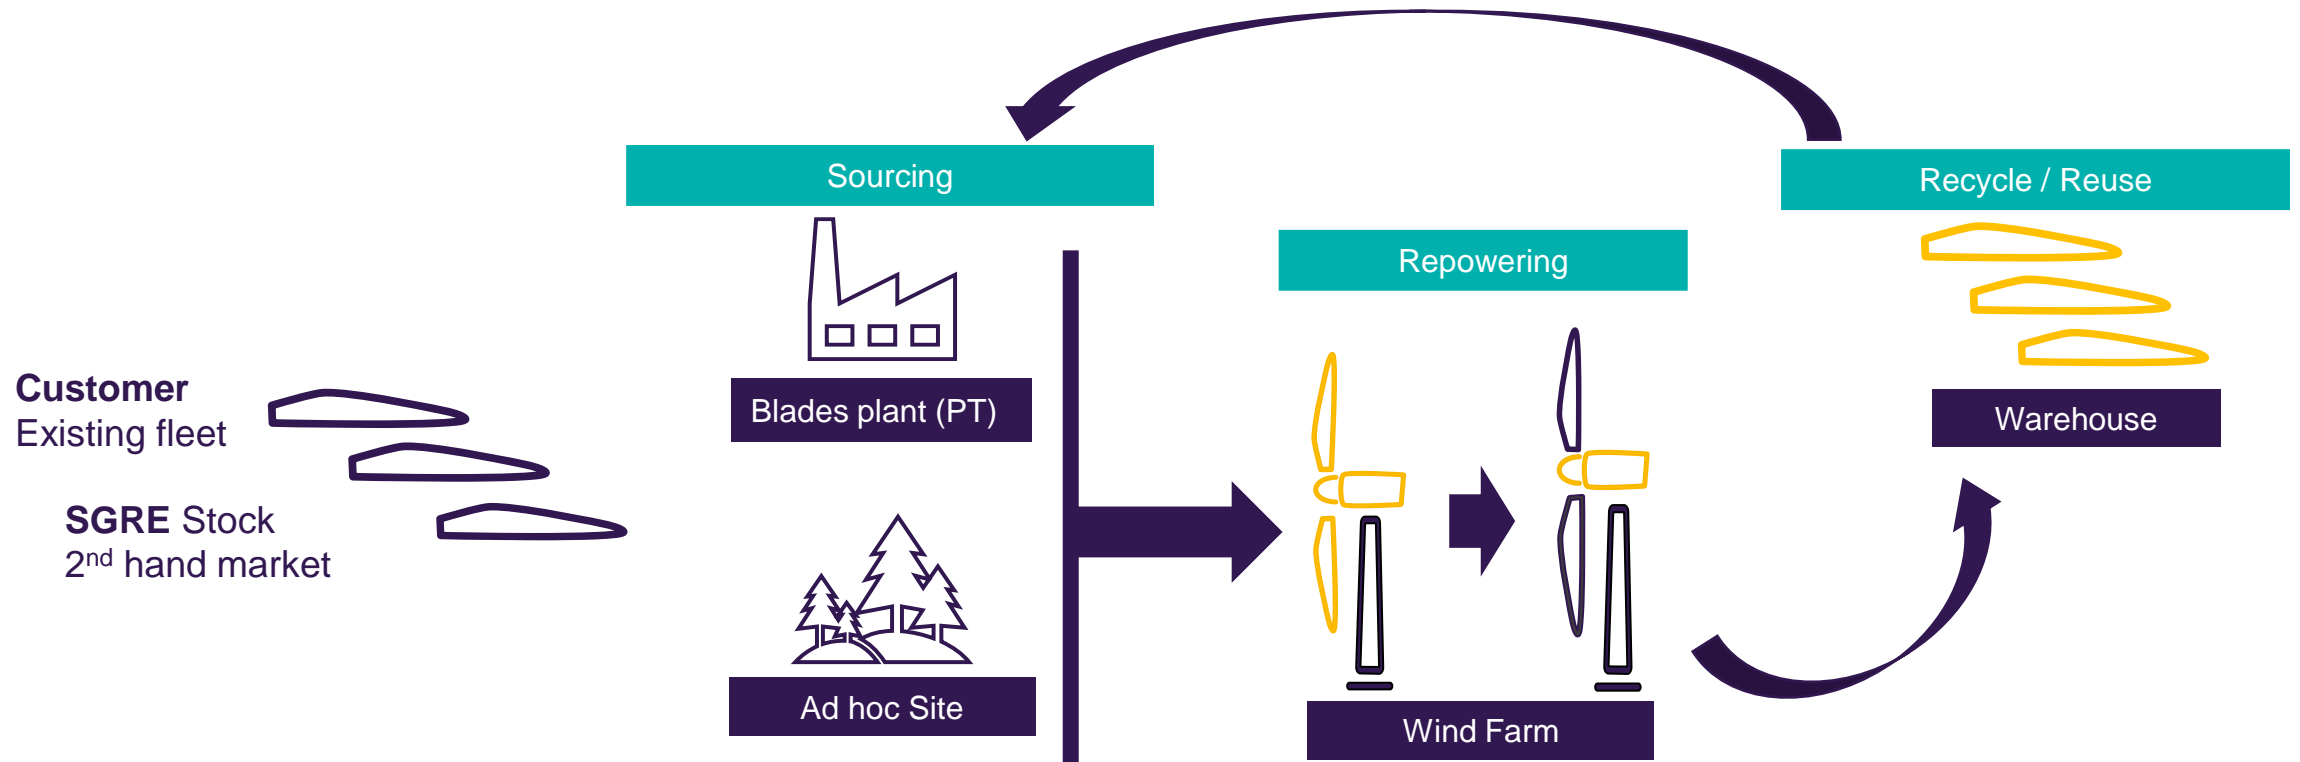 Sourcing
Recycle / Reuse
Repowering
Customer
Existing fleet
Blades plant (PT)
Warehouse
SGRE Stock
2nd hand market
Ad hoc Site
Wind Farm